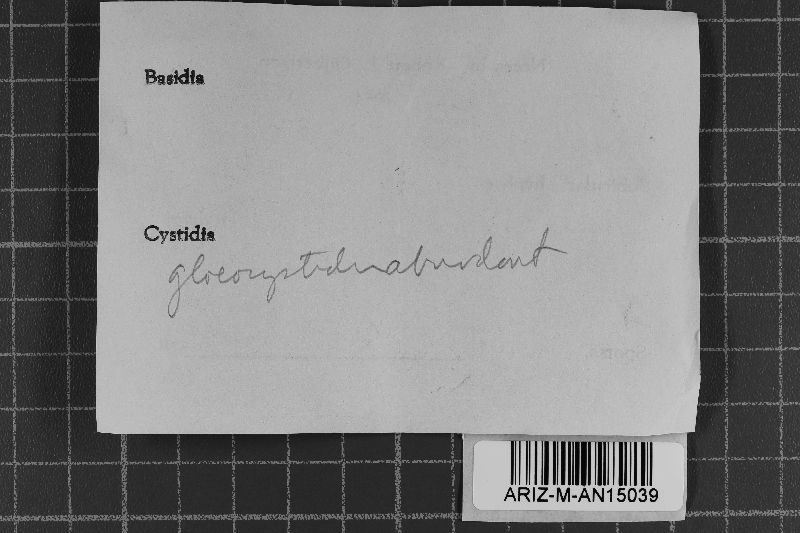 Basidia
Cystidia
gloeocystidia abundant
ARIZ-M-AN15039